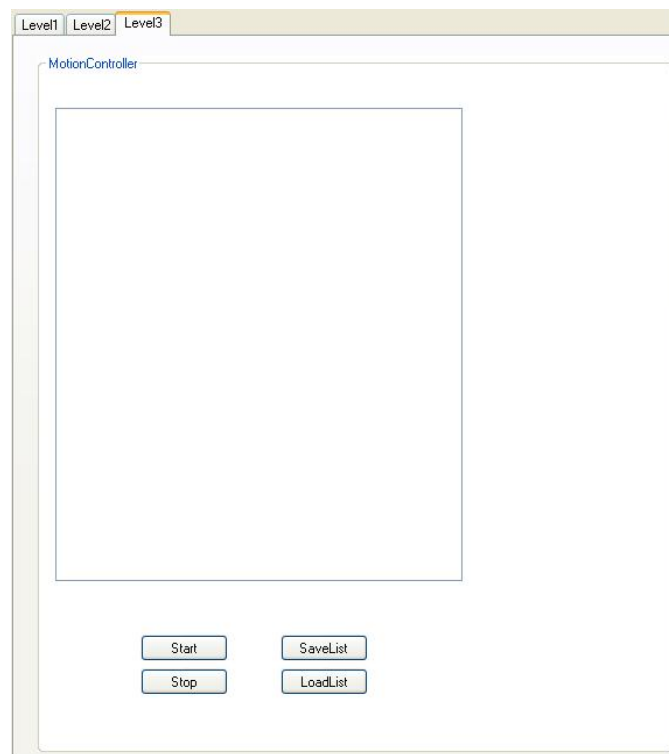 Level1 Level2 Level3
MotionController
Start SaveList
Stop LoadList